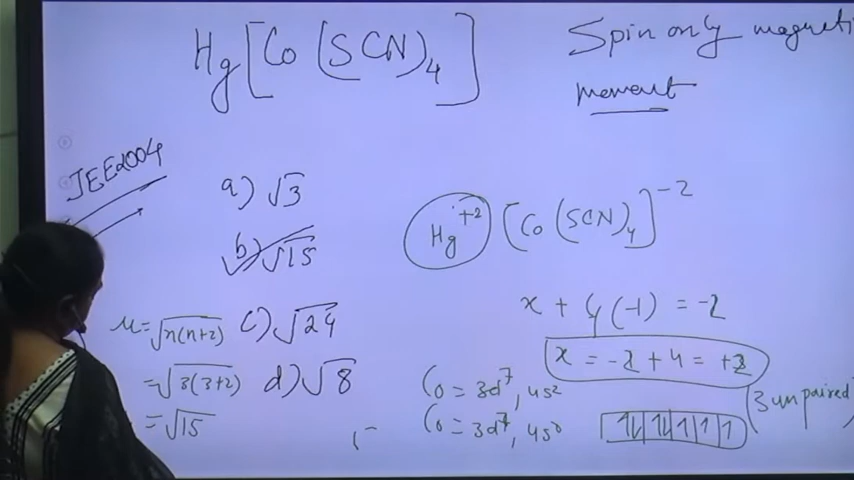 Hg[Co(SCN)4]
Spin only magneti
moment
JEE2004
a) √3
b) √15
c) √24
d) √8
Hg+2 [Co(SCN)4]-2
x + 4(-1) = -2
x = -2+4 = +2
μ=√n(n+2)
=√3(3+2)
=√15
Co = 3d7, 4s2
Co = 3d7, 4s0
⥮ ⥮ 1 1 1
(3 unpaired